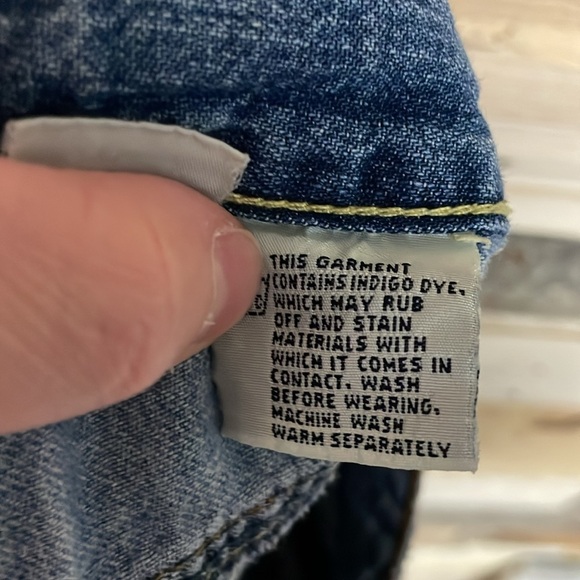 THIS GARMENT
CONTAINS INDIGO DYE,
WHICH MAY RUB
OFF AND STAIN
MATERIALS WITH
WHICH IT COMES IN
CONTACT. WASH
BEFORE WEARING.
MACHINE WASH
WARM SEPARATELY